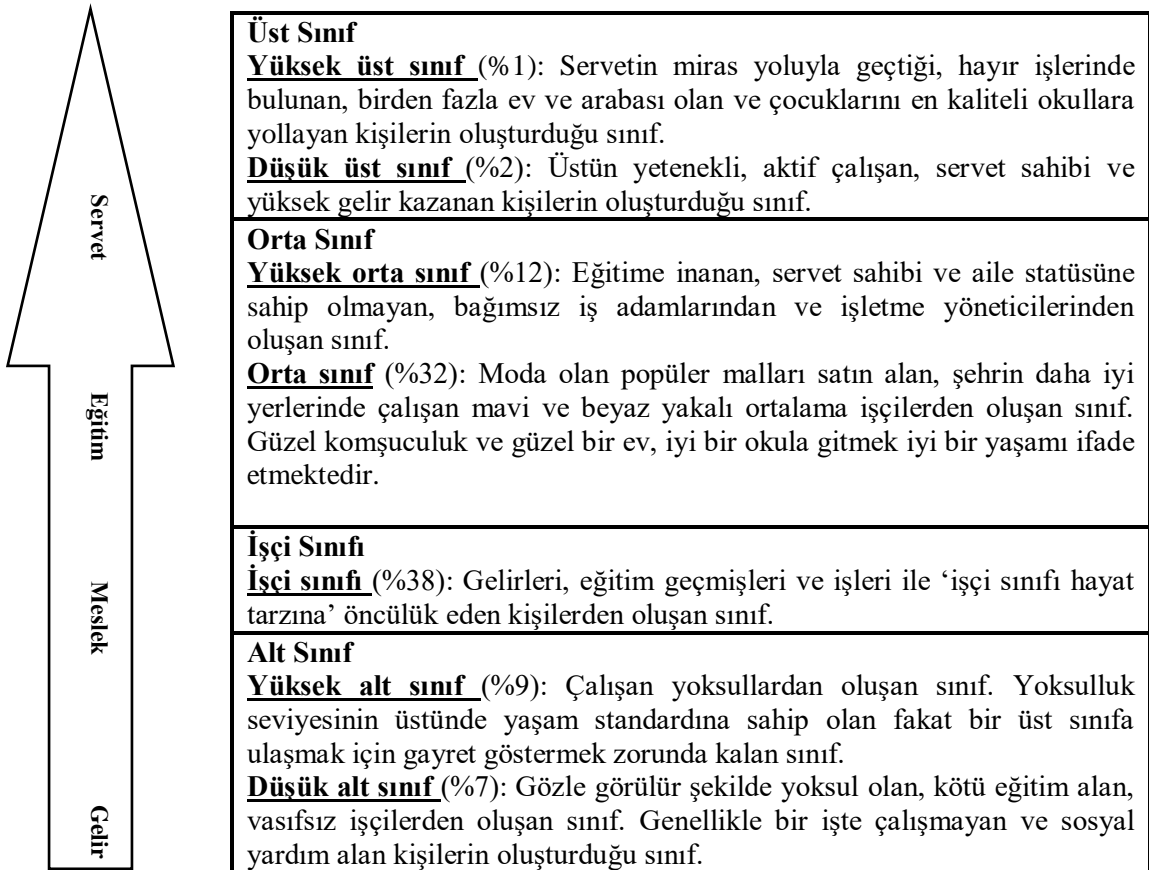 Servet
Eğitim
Meslek
Gelir
Üst Sınıf
Yüksek üst sınıf (%1): Servetin miras yoluyla geçtiği, hayır işlerinde
bulunan, birden fazla ev ve arabası olan ve çocuklarını en kaliteli okullara
yollayan kişilerin oluşturduğu sınıf.
Düşük üst sınıf (%2): Üstün yetenekli, aktif çalışan, servet sahibi ve
yüksek gelir kazanan kişilerin oluşturduğu sınıf.
Orta Sınıf
Yüksek orta sınıf (%12): Eğitime inanan, servet sahibi ve aile statüsüne
sahip olmayan, bağımsız iş adamlarından ve işletme yöneticilerinden
oluşan sınıf.
Orta sınıf (%32): Moda olan popüler malları satın alan, şehrin daha iyi
yerlerinde çalışan mavi ve beyaz yakalı ortalama işçilerden oluşan sınıf.
Güzel komşuculuk ve güzel bir ev, iyi bir okula gitmek iyi bir yaşamı ifade
etmektedir.
İşçi Sınıfı
İşçi sınıfı (%38): Gelirleri, eğitim geçmişleri ve işleri ile ‘işçi sınıfı hayat
tarzına’ öncülük eden kişilerden oluşan sınıf.
Alt Sınıf
Yüksek alt sınıf (%9): Çalışan yoksullardan oluşan sınıf. Yoksulluk
seviyesinin üstünde yaşam standardına sahip olan fakat bir üst sınıfa
ulaşmak için gayret göstermek zorunda kalan sınıf.
Düşük alt sınıf (%7): Gözle görülür şekilde yoksul olan, kötü eğitim alan,
vasıfsız işçilerden oluşan sınıf. Genellikle bir işte çalışmayan ve sosyal
yardım alan kişilerin oluşturduğu sınıf.